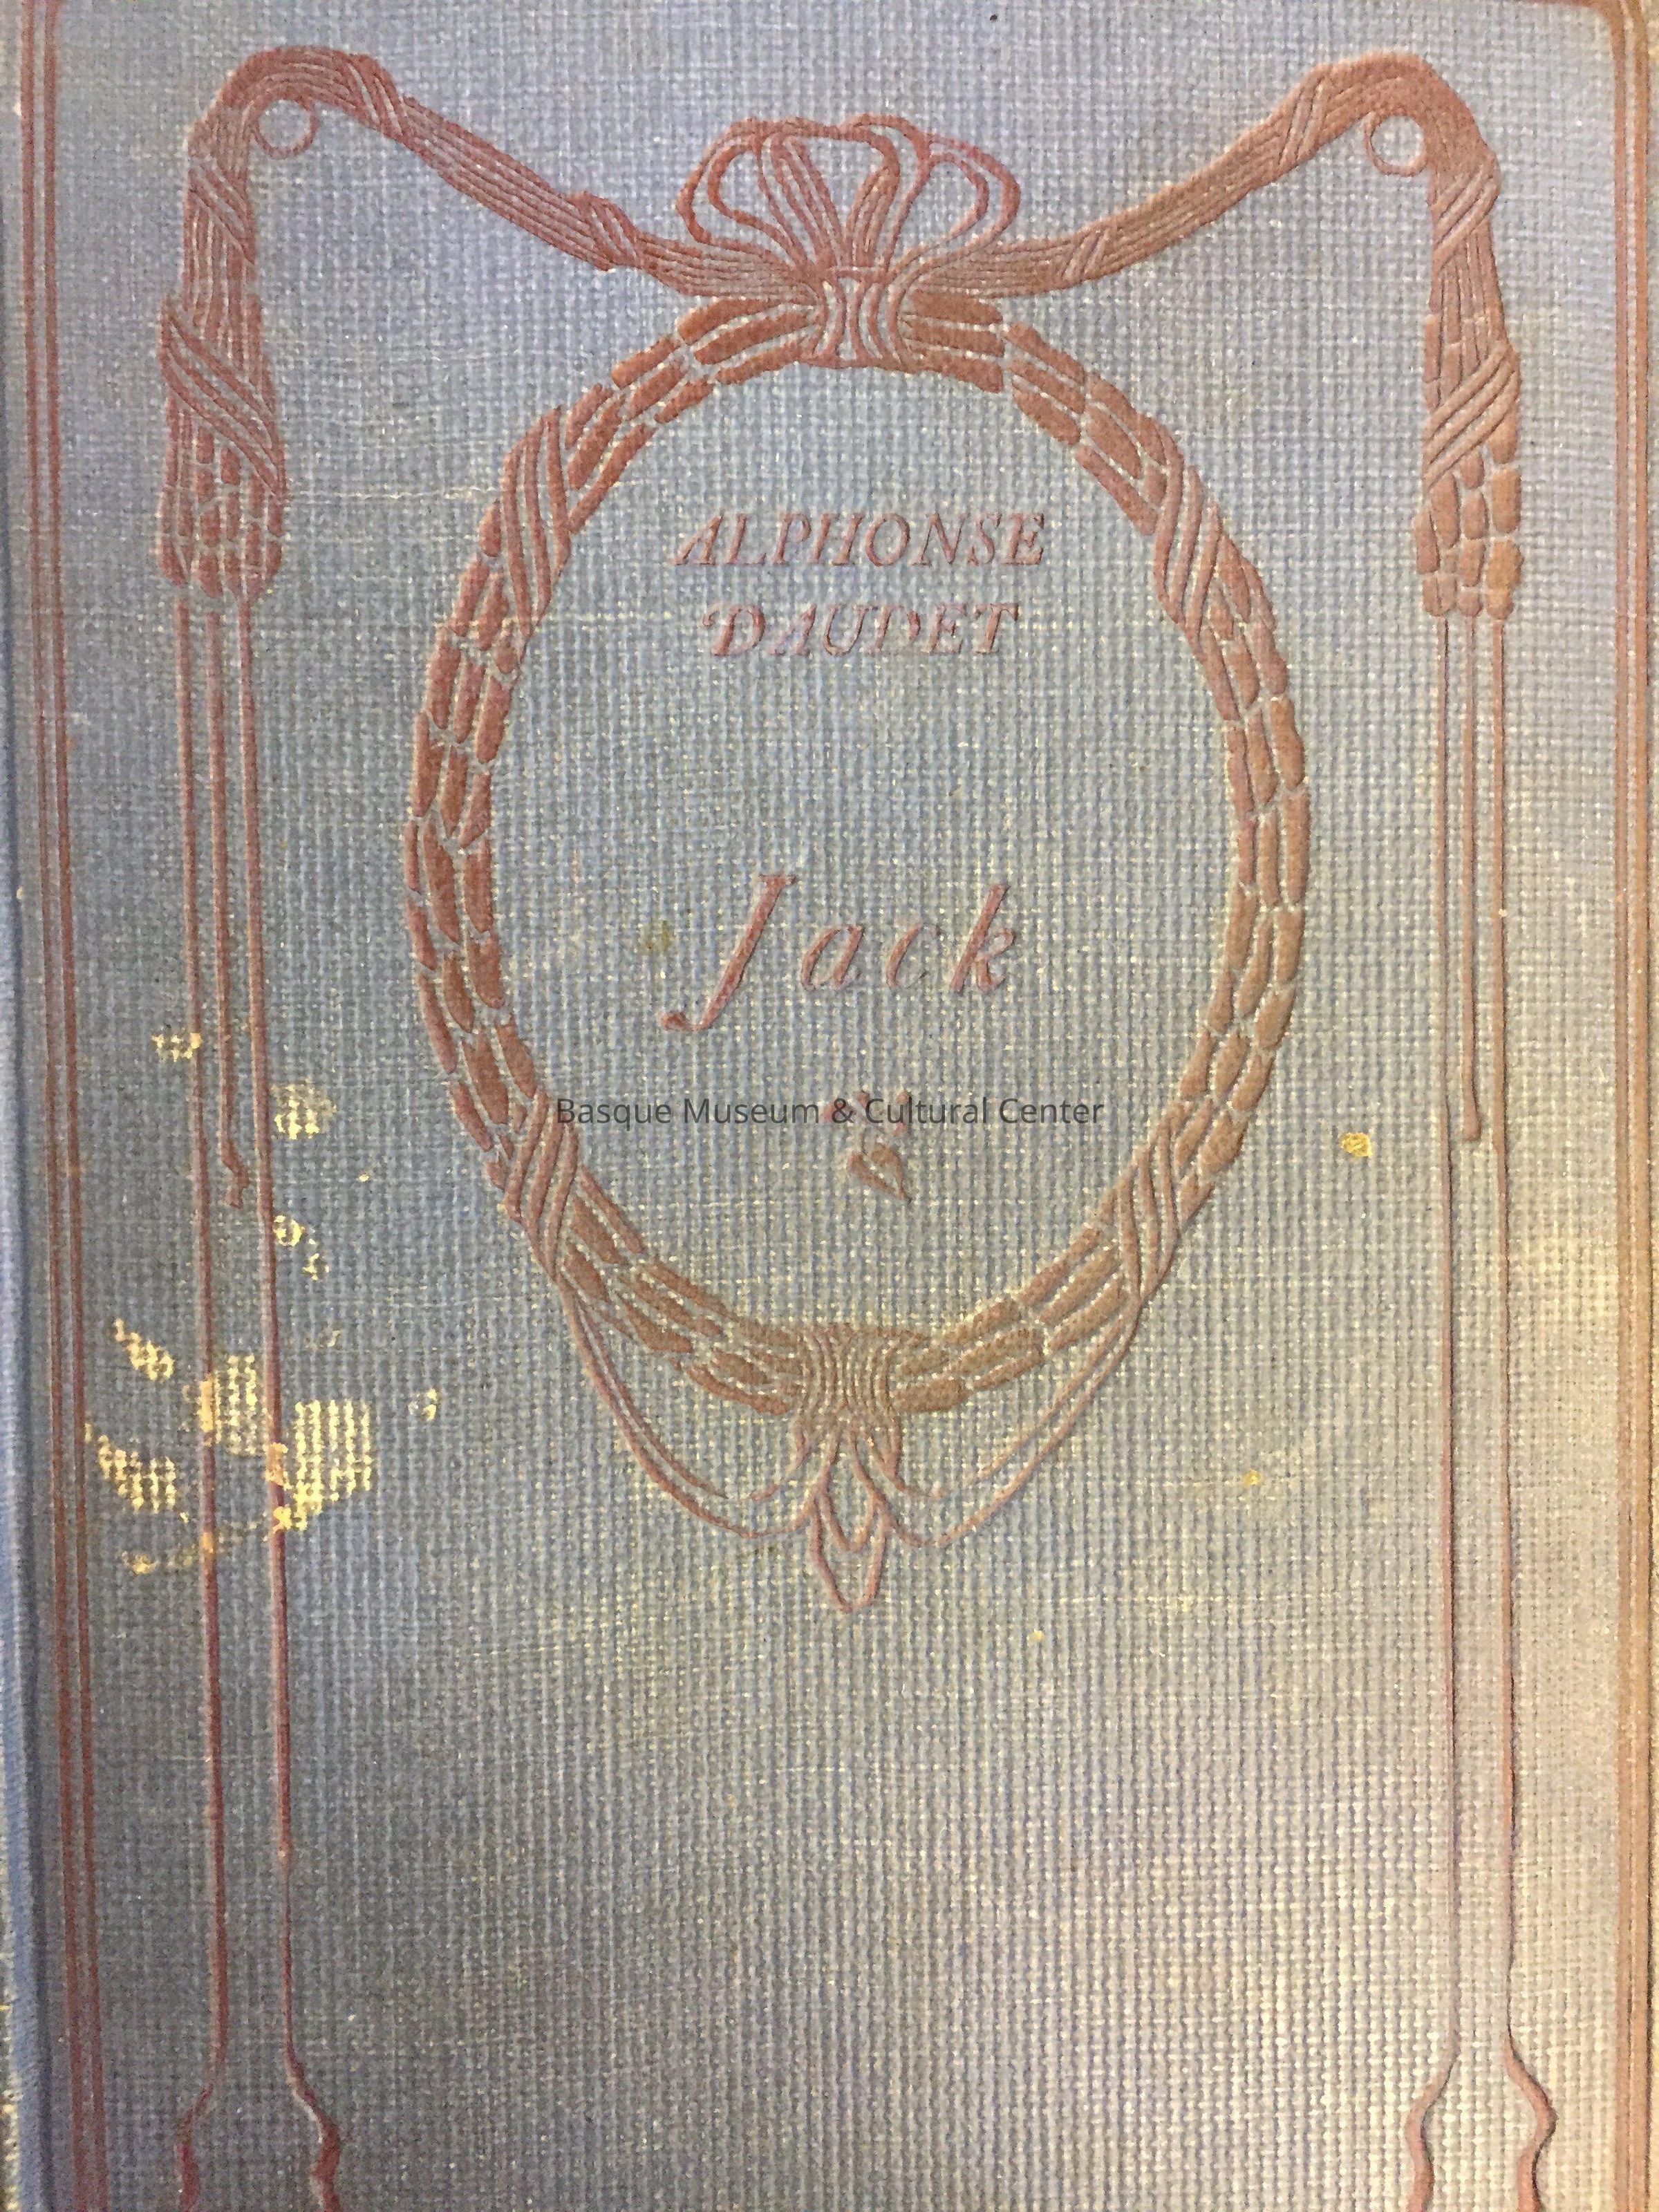 ALPHONSE
DAUDET
Jack
Basque Museum & Cultural Center